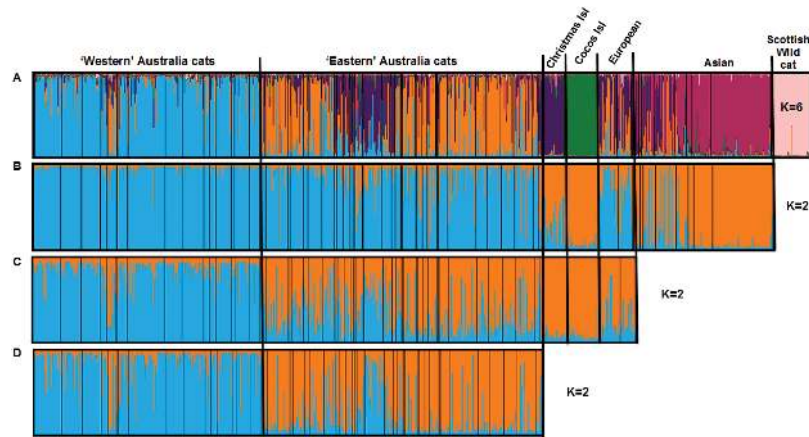 'Western' Australia cats
'Eastern' Australia cats
Christmas Isl
Cocos Isl
European
Asian
Scottish
Wild
cat
A
K=6
B
K=2
C
K=2
D
K=2